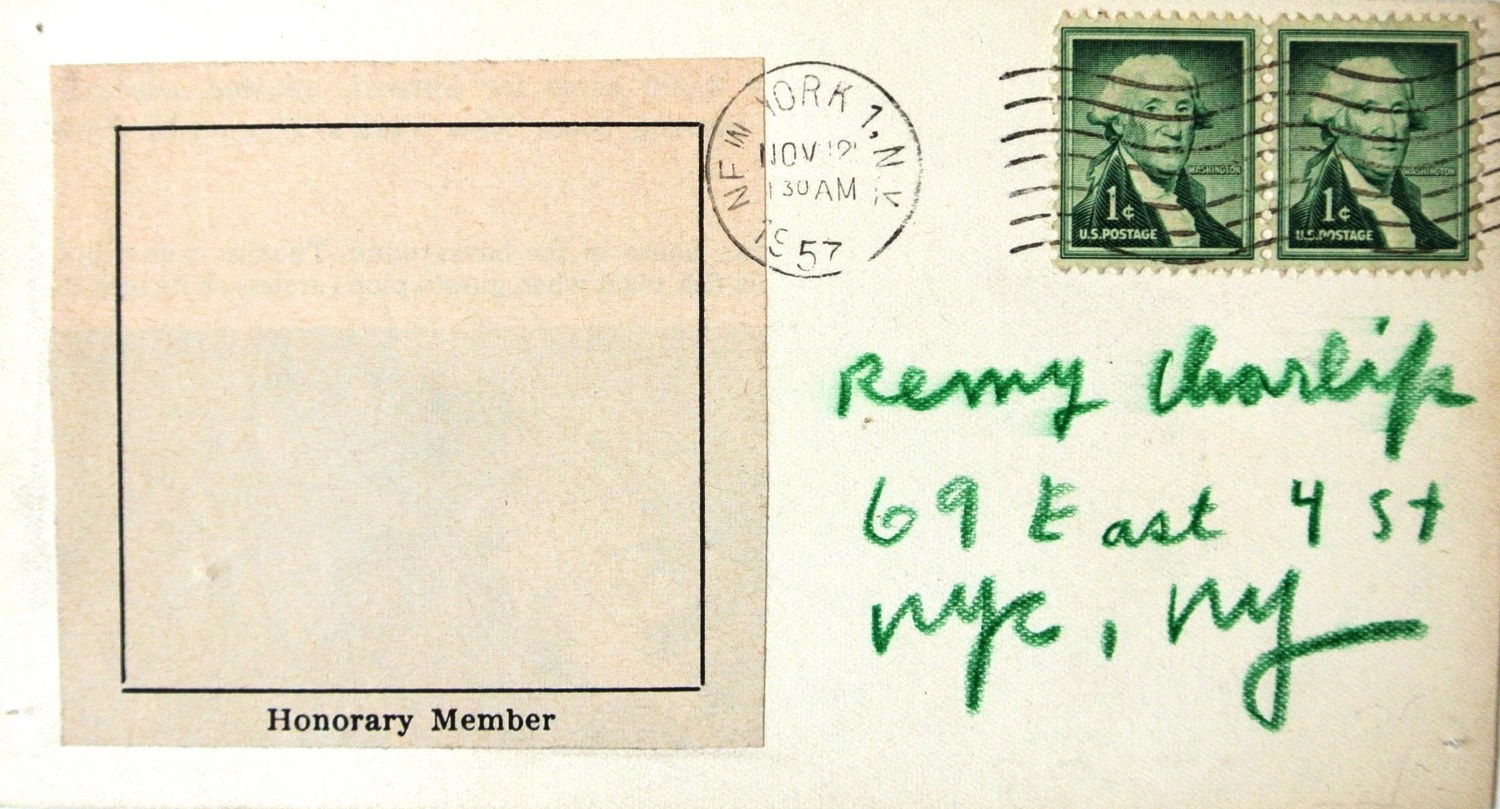 NEW YORK 1, N.Y.
NOV 12
1 30 AM
1957
WASHINGTON
1¢
U.S.POSTAGE
WASHINGTON
1¢
U.S.POSTAGE
Remy Charlip
69 East 4 St
nyc, ny
Honorary Member